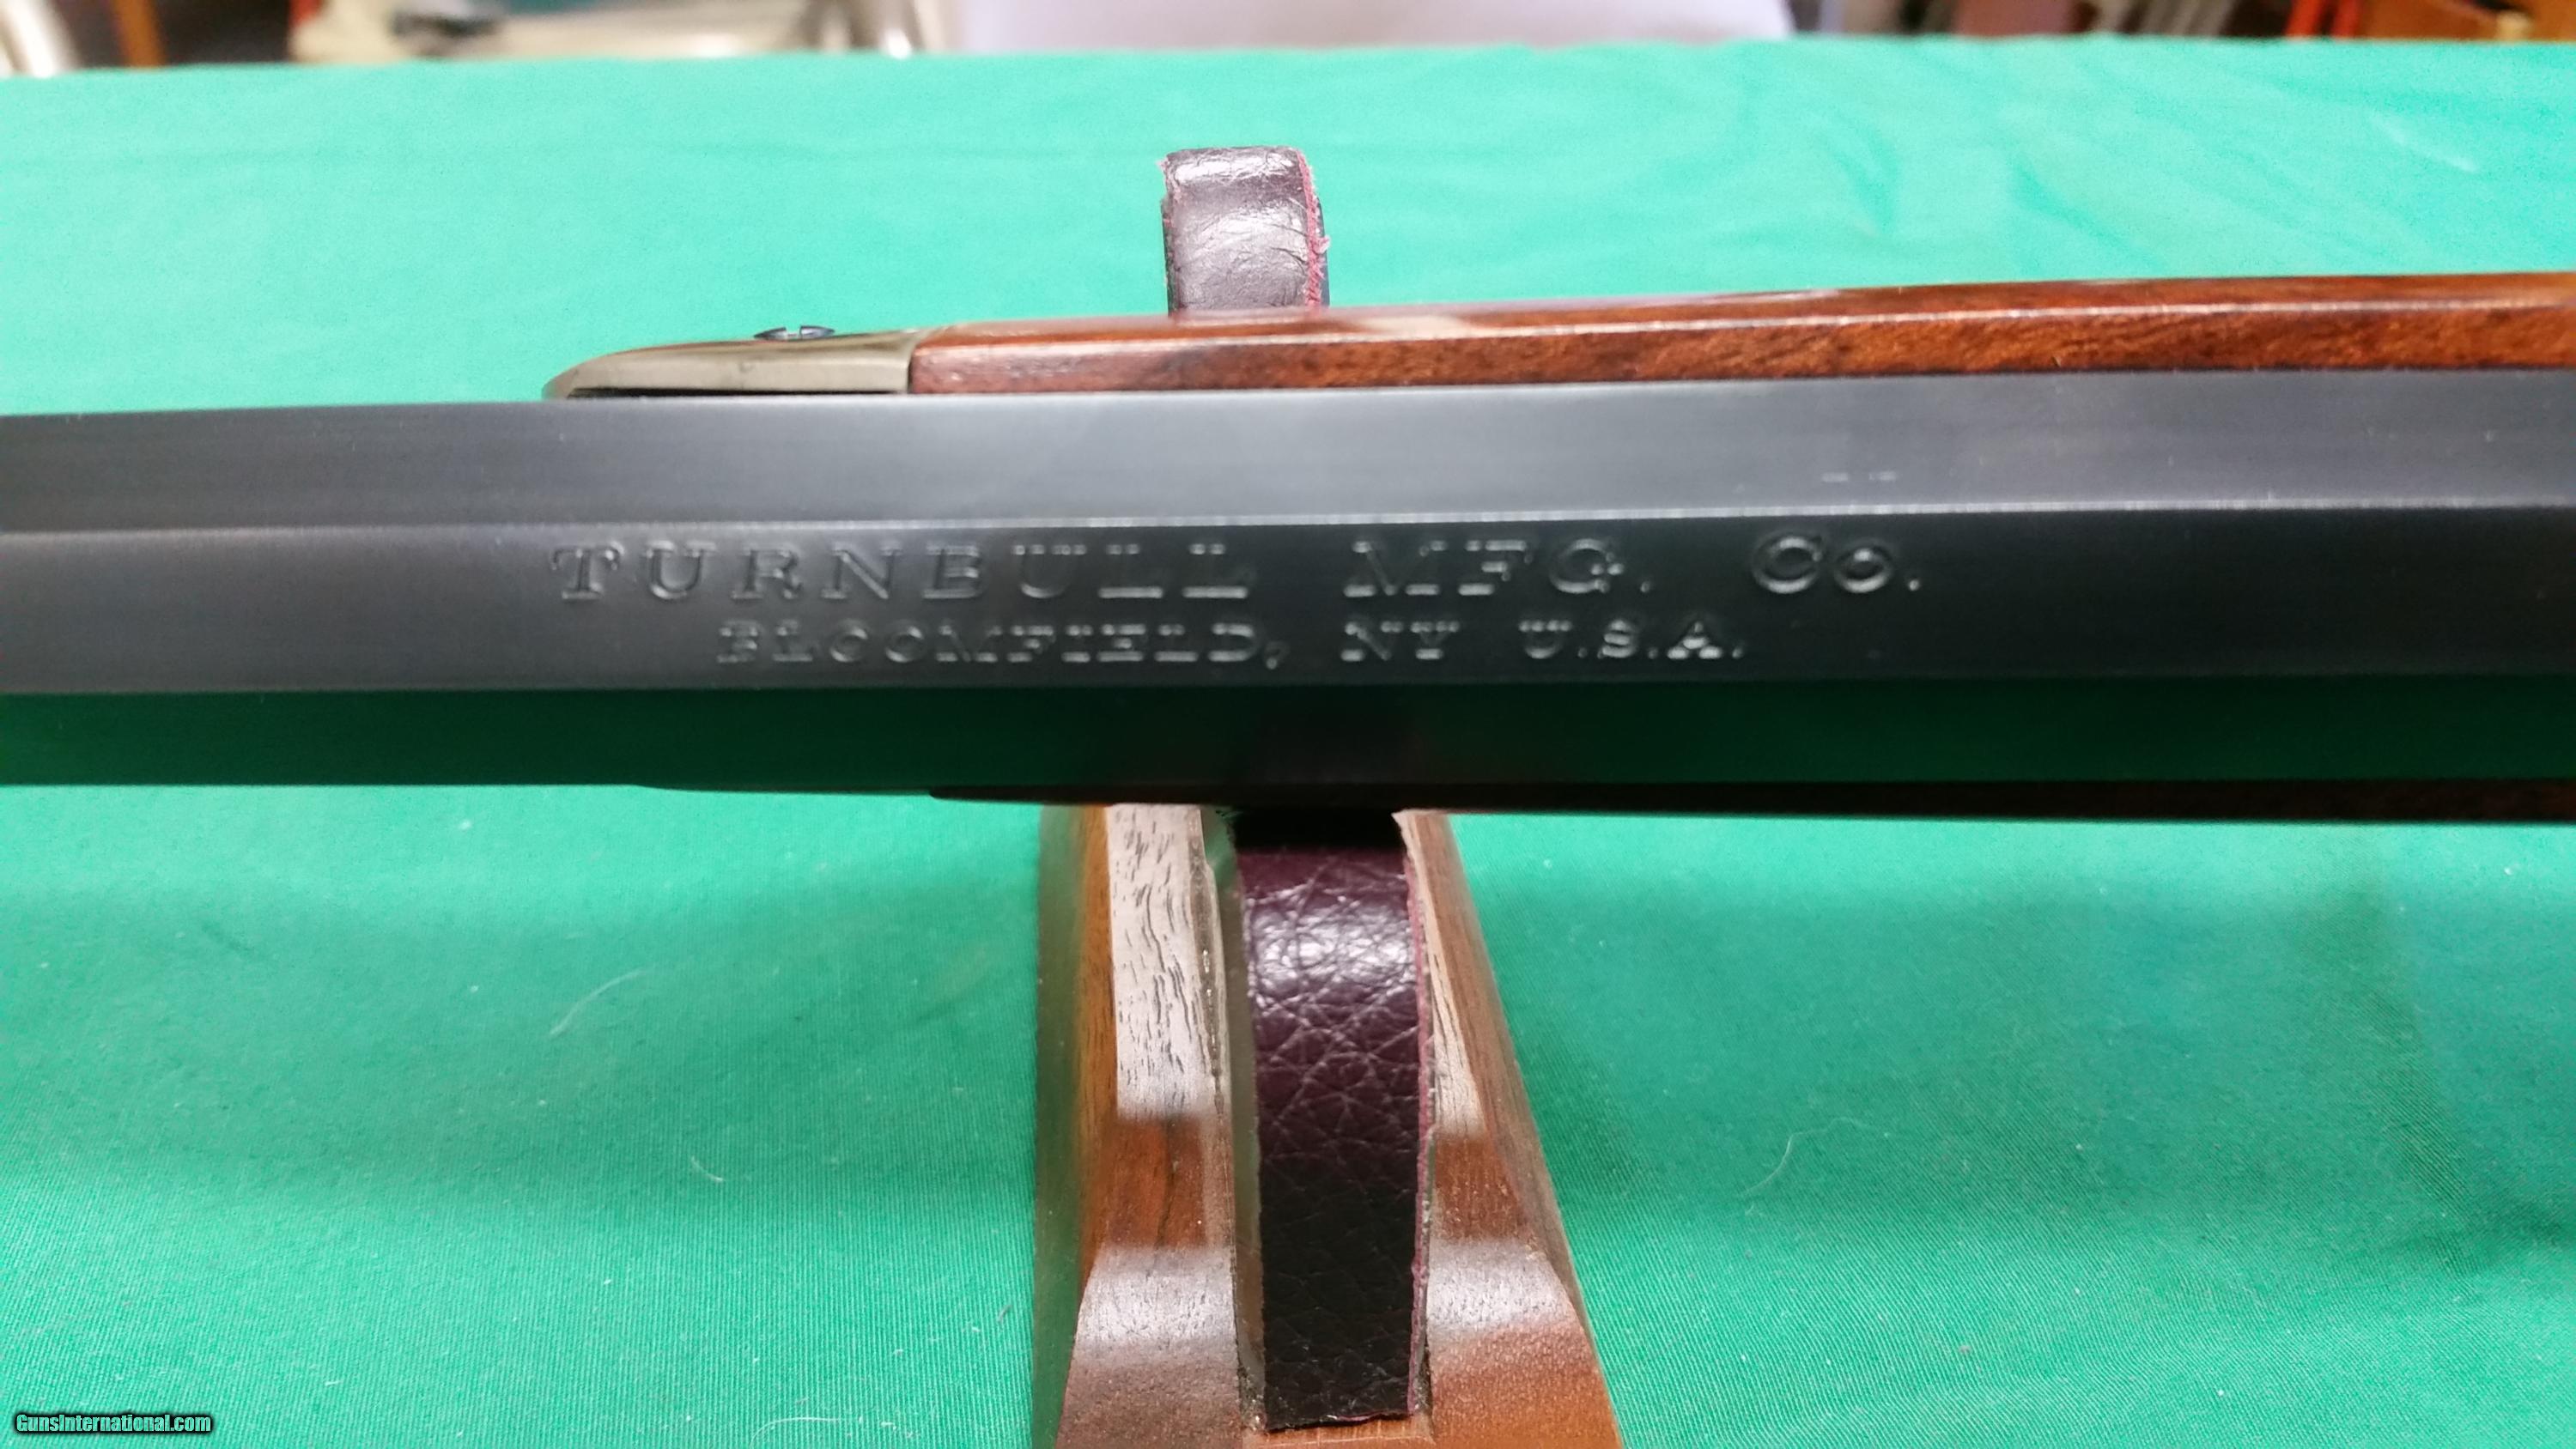 TURNBULL MFG. Co.
BLOOMFIELD, NY U.S.A.
GunsInternational.com